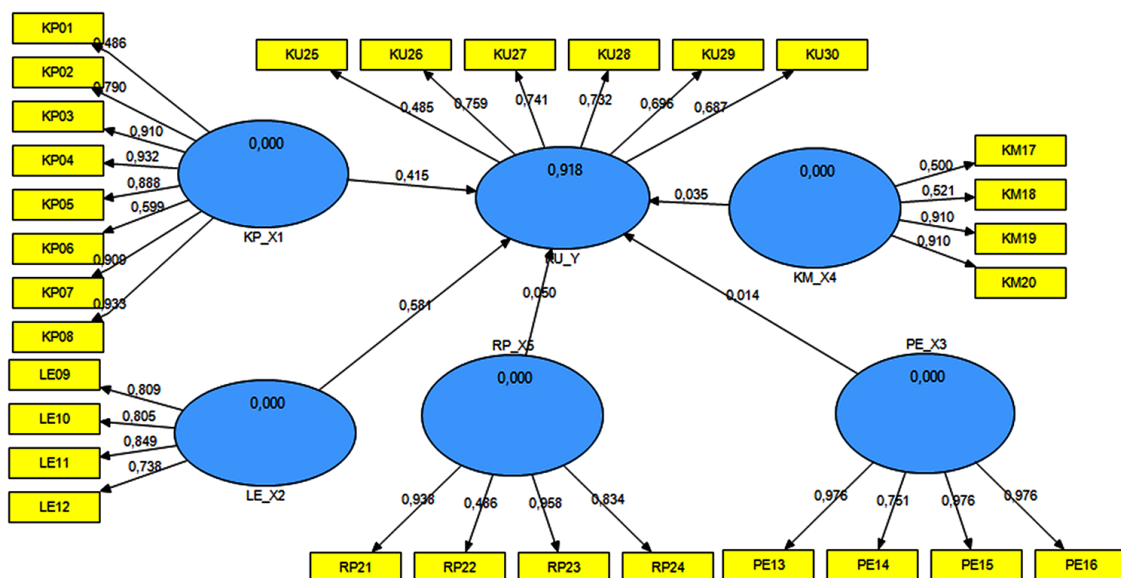 KP01
0,486
KP02
0,790
KP03
0,910
KP04
0,932
KP05
0,888
KP06
0,599
KP07
0,909
KP08
0,933
0,000
KP_X1
KU25
KU26
KU27
KU28
KU29
KU30
0,485
0,759
0,741
0,732
0,696
0,687
0,918
KU_Y
0,415
0,035
0,000
KM_X4
KM17
0,500
KM18
0,521
KM19
0,910
KM20
0,910
0,581
0,050
0,014
LE09
0,809
LE10
0,805
LE11
0,849
LE12
0,738
0,000
LE_X2
RP_X5
0,000
0,938
0,486
0,958
0,834
RP21
RP22
RP23
RP24
PE_X3
0,000
0,976
0,751
0,976
0,976
PE13
PE14
PE15
PE16